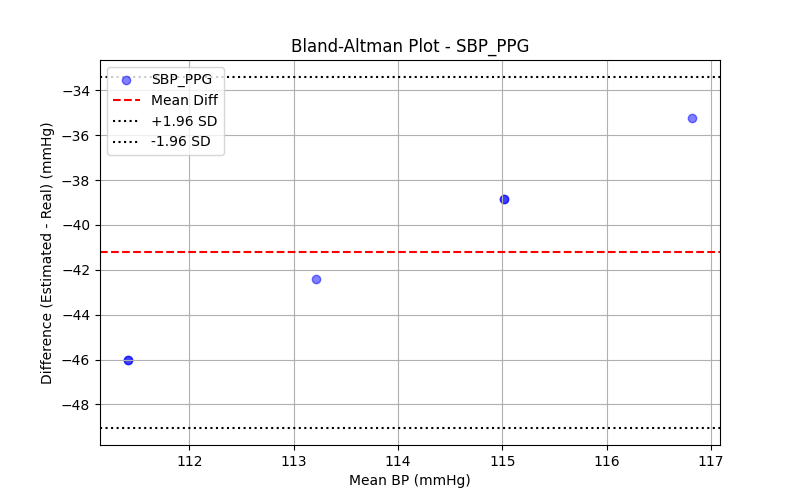 Bland-Altman Plot - SBP_PPG
Difference (Estimated - Real) (mmHg)
−34
−36
−38
−40
−42
−44
−46
−48
SBP_PPG
Mean Diff
+1.96 SD
-1.96 SD
112
113
114
115
116
117
Mean BP (mmHg)